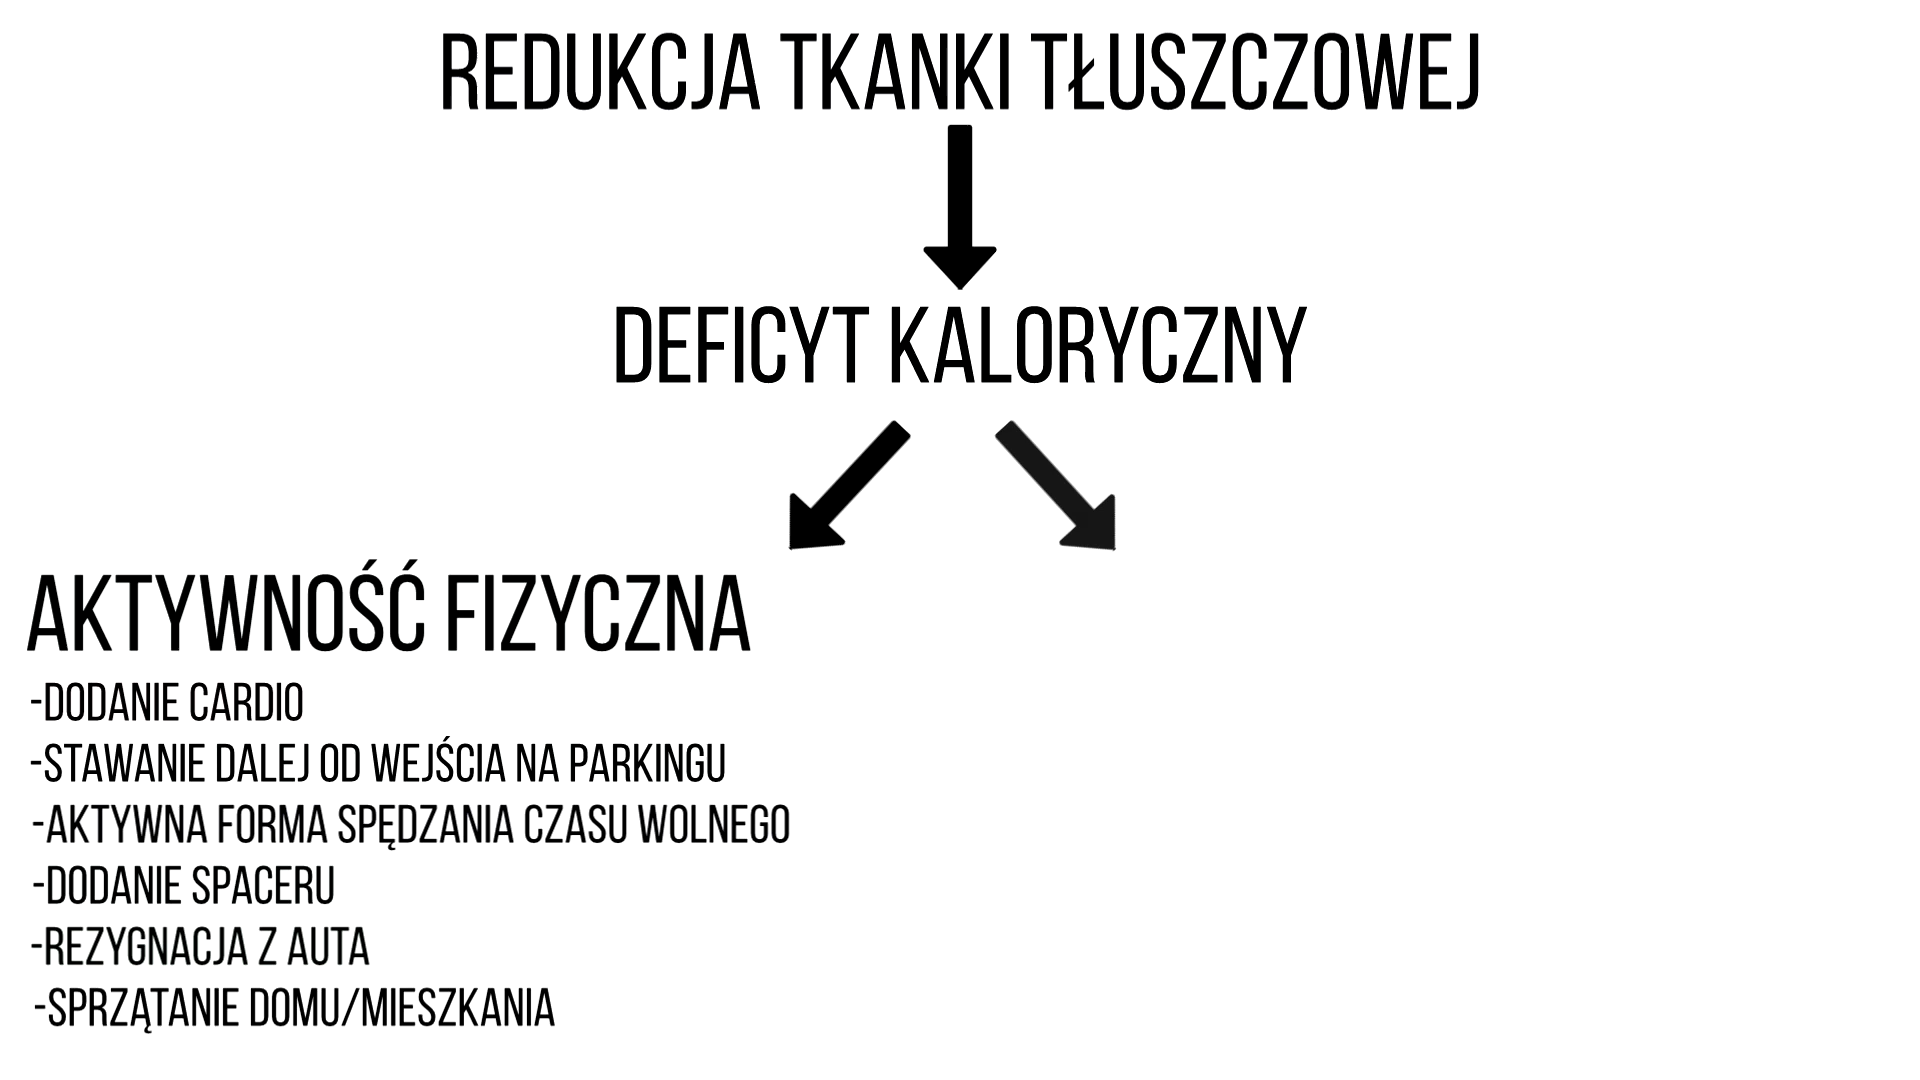 REDUKCJA TKANKI TŁUSZCZOWEJ
DEFICYT KALORYCZNY
AKTYWNOŚĆ FIZYCZNA
-DODANIE CARDIO
-STAWANIE DALEJ OD WEJŚCIA NA PARKINGU
-AKTYWNA FORMA SPĘDZANIA CZASU WOLNEGO
-DODANIE SPACERU
-REZYGNACJA Z AUTA
-SPRZĄTANIE DOMU/MIESZKANIA